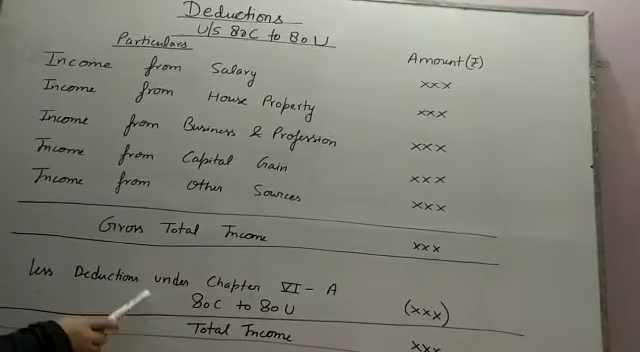 Deductions
U/S 80C to 80U
Particulars Amount (₹)
Income from Salary xxx
Income from House Property xxx
Income from Business & Profession xxx
Income from Capital Gain xxx
Income from Other Sources xxx
Gross Total Income xxx
less Deductions under Chapter VI - A
80C to 80U (xxx)
Total Income xxx